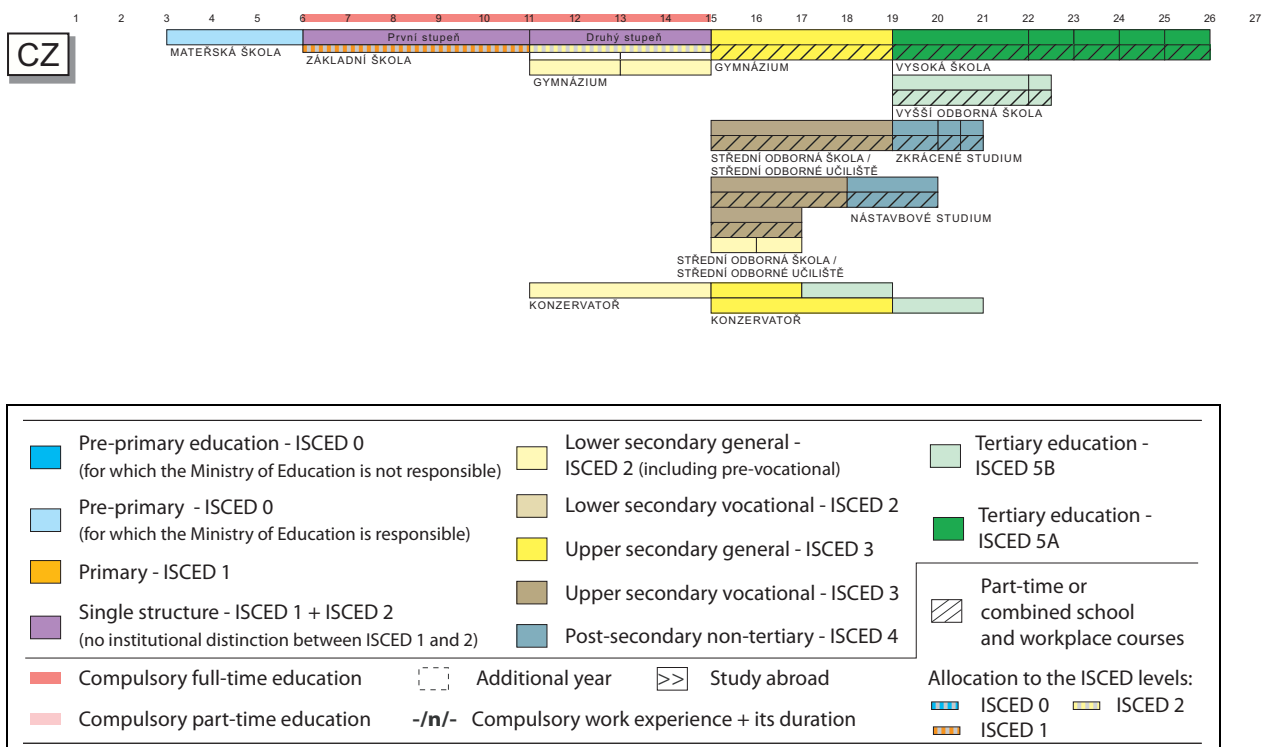 1 2 3 4 5 6 7 8 9 10 11 12 13 14 15 16 17 18 19 20 21 22 23 24 25 26 27
CZ
První stupeň Druhý stupeň
MATEŘSKÁ ŠKOLA ZÁKLADNÍ ŠKOLA GYMNÁZIUM VYSOKÁ ŠKOLA
GYMNÁZIUM
VYŠŠÍ ODBORNÁ ŠKOLA
STŘEDNÍ ODBORNÁ ŠKOLA / ZKRÁCENÉ STUDIUM
STŘEDNÍ ODBORNÉ UČILIŠTĚ
NÁSTAVBOVÉ STUDIUM
STŘEDNÍ ODBORNÁ ŠKOLA /
STŘEDNÍ ODBORNÉ UČILIŠTĚ
KONZERVATOŘ
KONZERVATOŘ
Pre-primary education - ISCED 0
(for which the Ministry of Education is not responsible)
Pre-primary - ISCED 0
(for which the Ministry of Education is responsible)
Primary - ISCED 1
Single structure - ISCED 1 + ISCED 2
(no institutional distinction between ISCED 1 and 2)
Lower secondary general -
ISCED 2 (including pre-vocational)
Lower secondary vocational - ISCED 2
Upper secondary general - ISCED 3
Upper secondary vocational - ISCED 3
Post-secondary non-tertiary - ISCED 4
Tertiary education -
ISCED 5B
Tertiary education -
ISCED 5A
Part-time or
combined school
and workplace courses
Compulsory full-time education
Additional year
>> Study abroad
Compulsory part-time education
-/n/- Compulsory work experience + its duration
Allocation to the ISCED levels:
ISCED 0 ISCED 2
ISCED 1